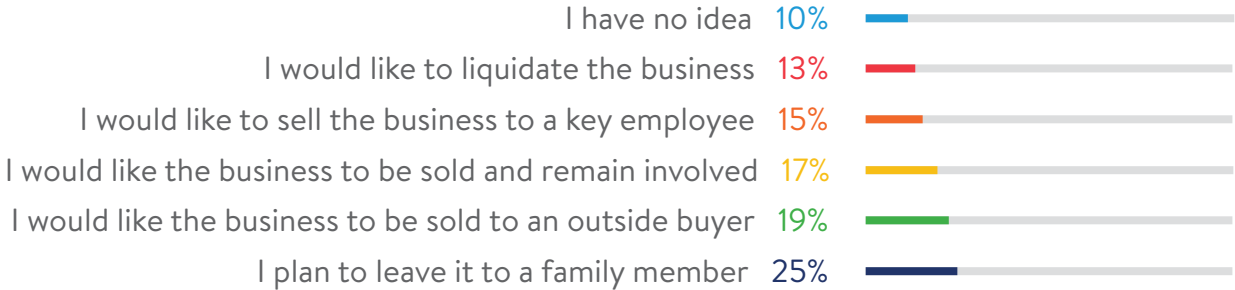 I have no idea 10%
I would like to liquidate the business 13%
I would like to sell the business to a key employee 15%
I would like the business to be sold and remain involved 17%
I would like the business to be sold to an outside buyer 19%
I plan to leave it to a family member 25%